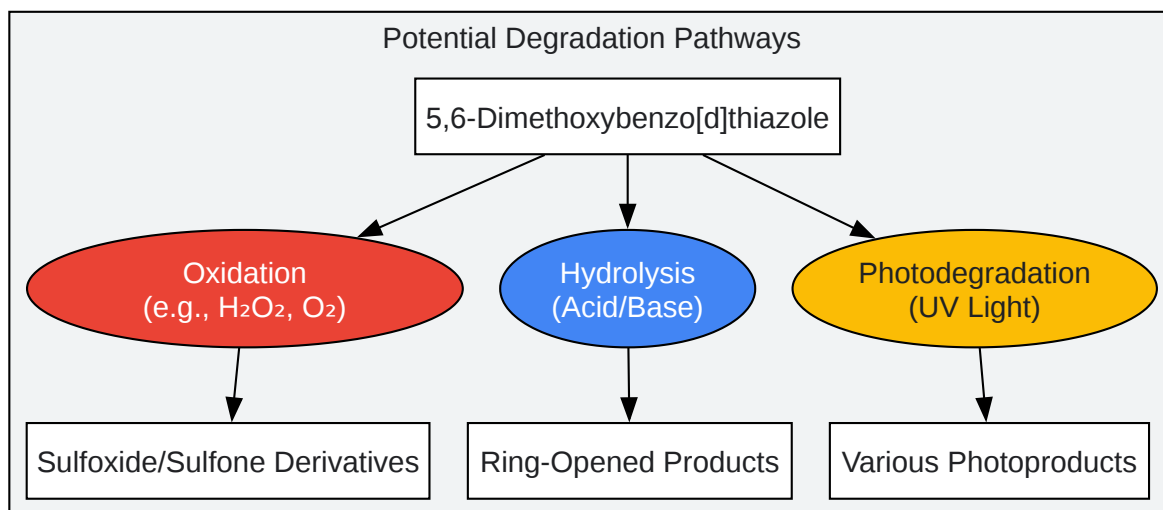 Potential Degradation Pathways
5,6-Dimethoxybenzo[d]thiazole
Oxidation
(e.g., H₂O₂, O₂)
Hydrolysis
(Acid/Base)
Photodegradation
(UV Light)
Sulfoxide/Sulfone Derivatives
Ring-Opened Products
Various Photoproducts